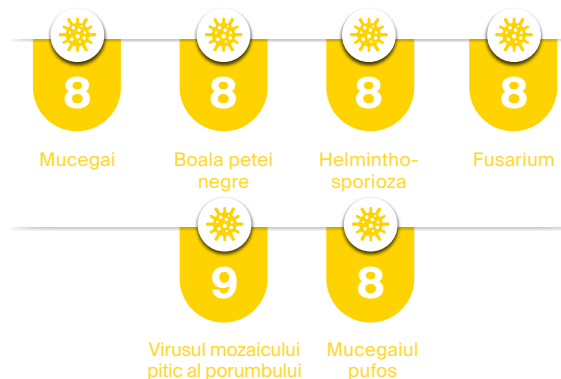 8 8 8 8
Mucegai Boala petei Helmintho- Fusarium
negre sporioza
9 8
Virusul mozaicului Mucegaiul
pitic al porumbului pufos